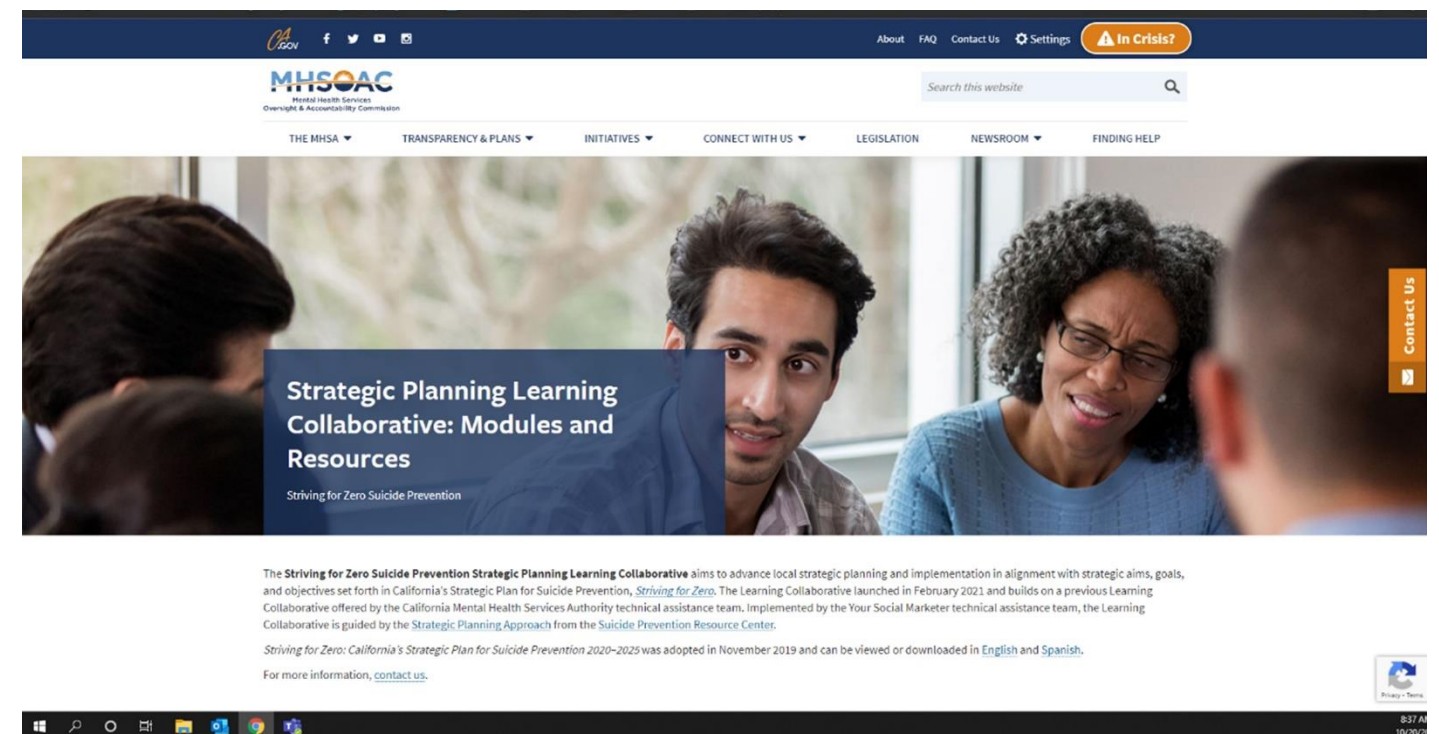 CA.GOV
About FAQ Contact Us Settings In Crisis?
MHSOAC
Mental Health Services
Oversight & Accountability Commission
Search this website
THE MHSA TRANSPARENCY & PLANS INITIATIVES CONNECT WITH US LEGISLATION NEWSROOM FINDING HELP
Contact Us
Strategic Planning Learning
Collaborative: Modules and
Resources
Striving for Zero Suicide Prevention
The Striving for Zero Suicide Prevention Strategic Planning Learning Collaborative aims to advance local strategic planning and implementation in alignment with strategic aims, goals,
and objectives set forth in California's Strategic Plan for Suicide Prevention, Striving for Zero. The Learning Collaborative launched in February 2021 and builds on a previous Learning
Collaborative offered by the California Mental Health Services Authority technical assistance team. Implemented by the Your Social Marketer technical assistance team, the Learning
Collaborative is guided by the Strategic Planning Approach from the Suicide Prevention Resource Center.
Striving for Zero: California's Strategic Plan for Suicide Prevention 2020–2025 was adopted in November 2019 and can be viewed or downloaded in English and Spanish.
For more information, contact us.
Privacy - Terms
8:37 AM